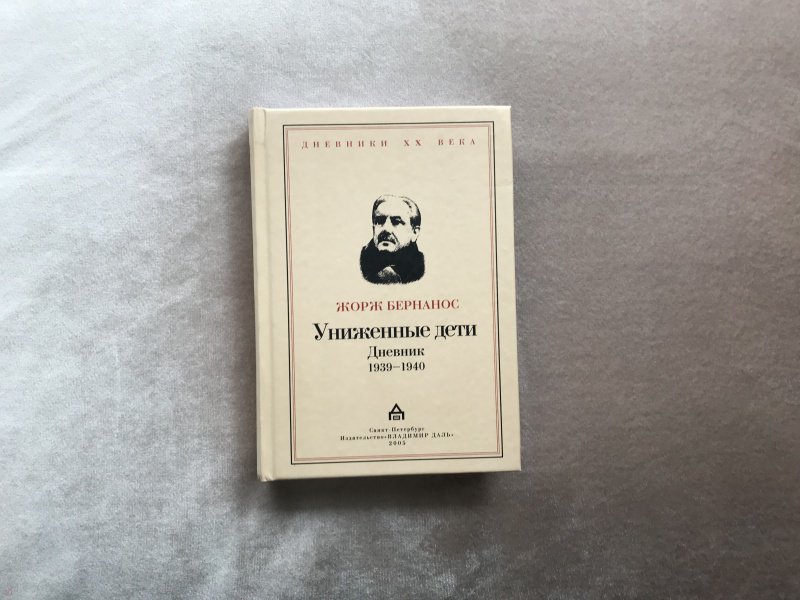 ДНЕВНИКИ XX ВЕКА
ЖОРЖ БЕРНАНОС
Униженные дети
Дневник
1939–1940
Санкт-Петербург
Издательство «ВЛАДИМИР ДАЛЬ»
2005